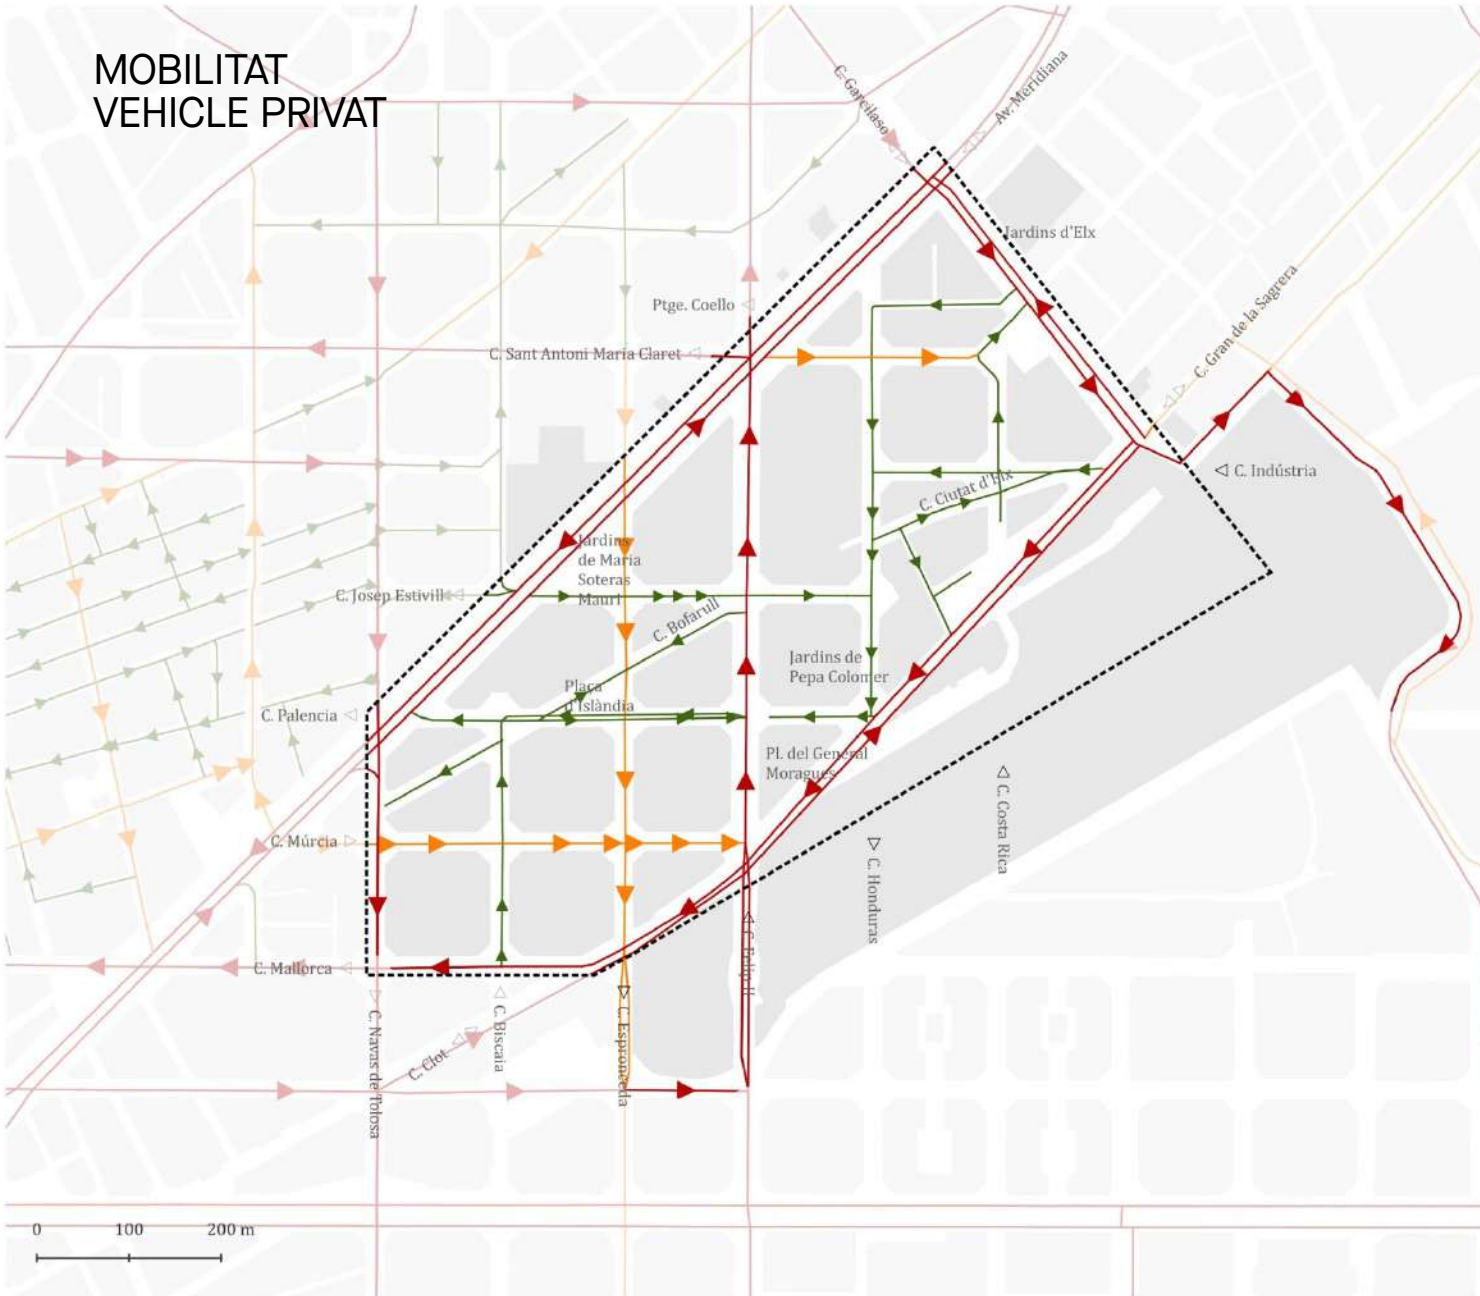 MOBILITAT
VEHICLE PRIVAT
C. Garcilaso
Av. Meridiana
Jardins d'Elx
Ptge. Coello
C. Gran de la Sagrera
C. Sant Antoni Maria Claret
C. Indústria
C. Ciutat d'Elx
Jardins
de Maria
Soteras
Mauri
C. Josep Estivill
C. Bofarull
Jardins de
Pepa Colomer
Plaça
d'Islàndia
C. Palencia
Pl. del General
Moragues
C. Costa Rica
C. Múrcia
C. Honduras
C. Felip II
C. Mallorca
C. Navas de Tolosa
C. Biscaia
C. Clot
C. Espronceda
0 100 200 m